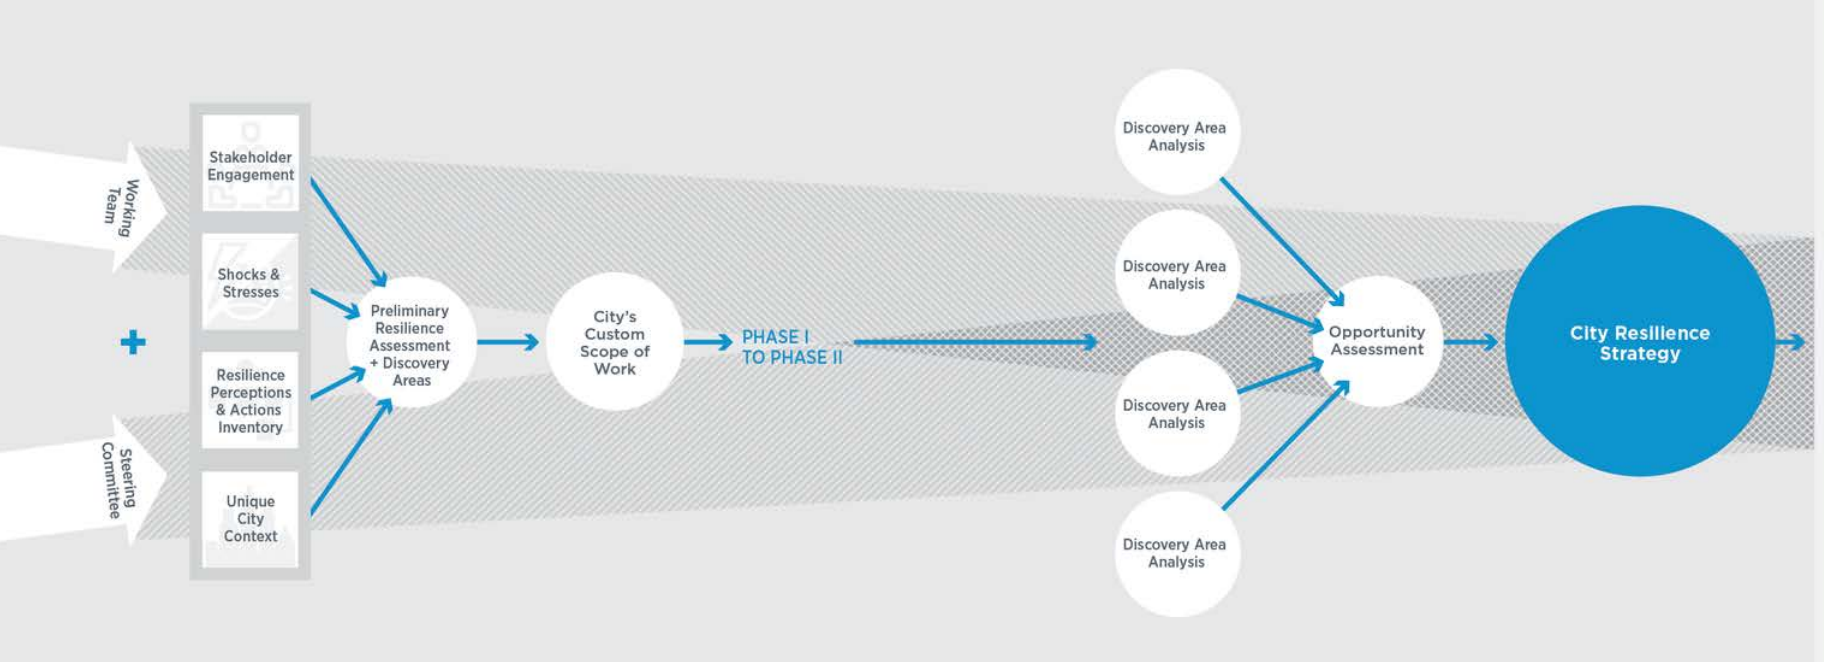 Working
Team
+
Steering
Committee
Stakeholder
Engagement
Shocks &
Stresses
Resilience
Perceptions
& Actions
Inventory
Unique
City
Context
Preliminary
Resilience
Assessment
+ Discovery
Areas
City's
Custom
Scope of
Work
PHASE I
TO PHASE II
Discovery Area
Analysis
Discovery Area
Analysis
Discovery Area
Analysis
Discovery Area
Analysis
Opportunity
Assessment
City Resilience
Strategy